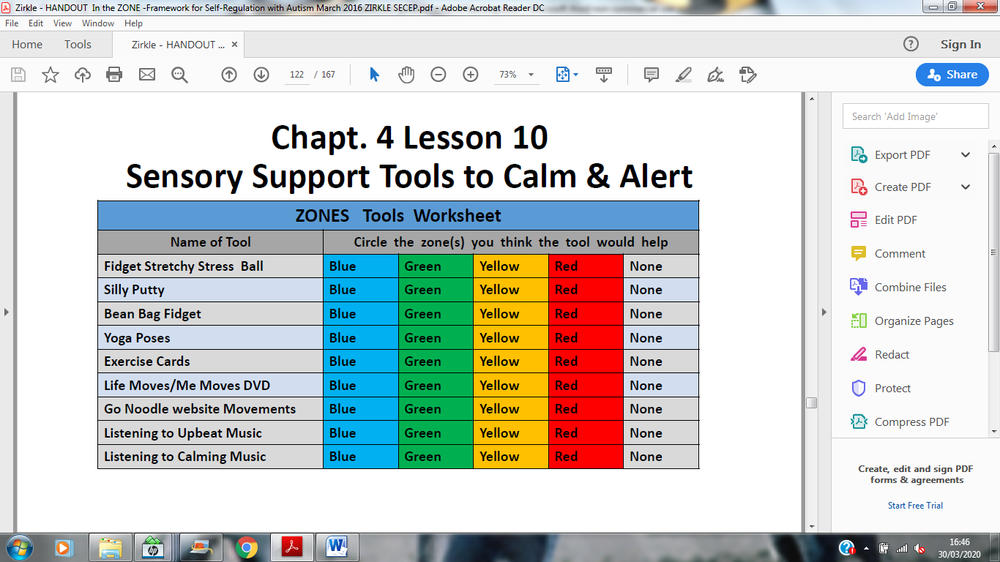 Zirkle - HANDOUT In the ZONE -Framework for Self-Regulation with Autism March 2016 ZIRKLE SECEP.pdf - Adobe Acrobat Reader DC
File Edit View Window Help
Home Tools Zirkle - HANDOUT ... × ? Sign In
122 / 167 73% Share
Chapt. 4 Lesson 10
Sensory Support Tools to Calm & Alert
ZONES Tools Worksheet
Name of Tool Circle the zone(s) you think the tool would help
Fidget Stretchy Stress Ball Blue Green Yellow Red None
Silly Putty Blue Green Yellow Red None
Bean Bag Fidget Blue Green Yellow Red None
Yoga Poses Blue Green Yellow Red None
Exercise Cards Blue Green Yellow Red None
Life Moves/Me Moves DVD Blue Green Yellow Red None
Go Noodle website Movements Blue Green Yellow Red None
Listening to Upbeat Music Blue Green Yellow Red None
Listening to Calming Music Blue Green Yellow Red None
Search 'Add Image'
Export PDF
Create PDF
Edit PDF
Comment
Combine Files
Organize Pages
Redact
Protect
Compress PDF
Create, edit and sign PDF
forms & agreements
Start Free Trial
16:46
30/03/2020